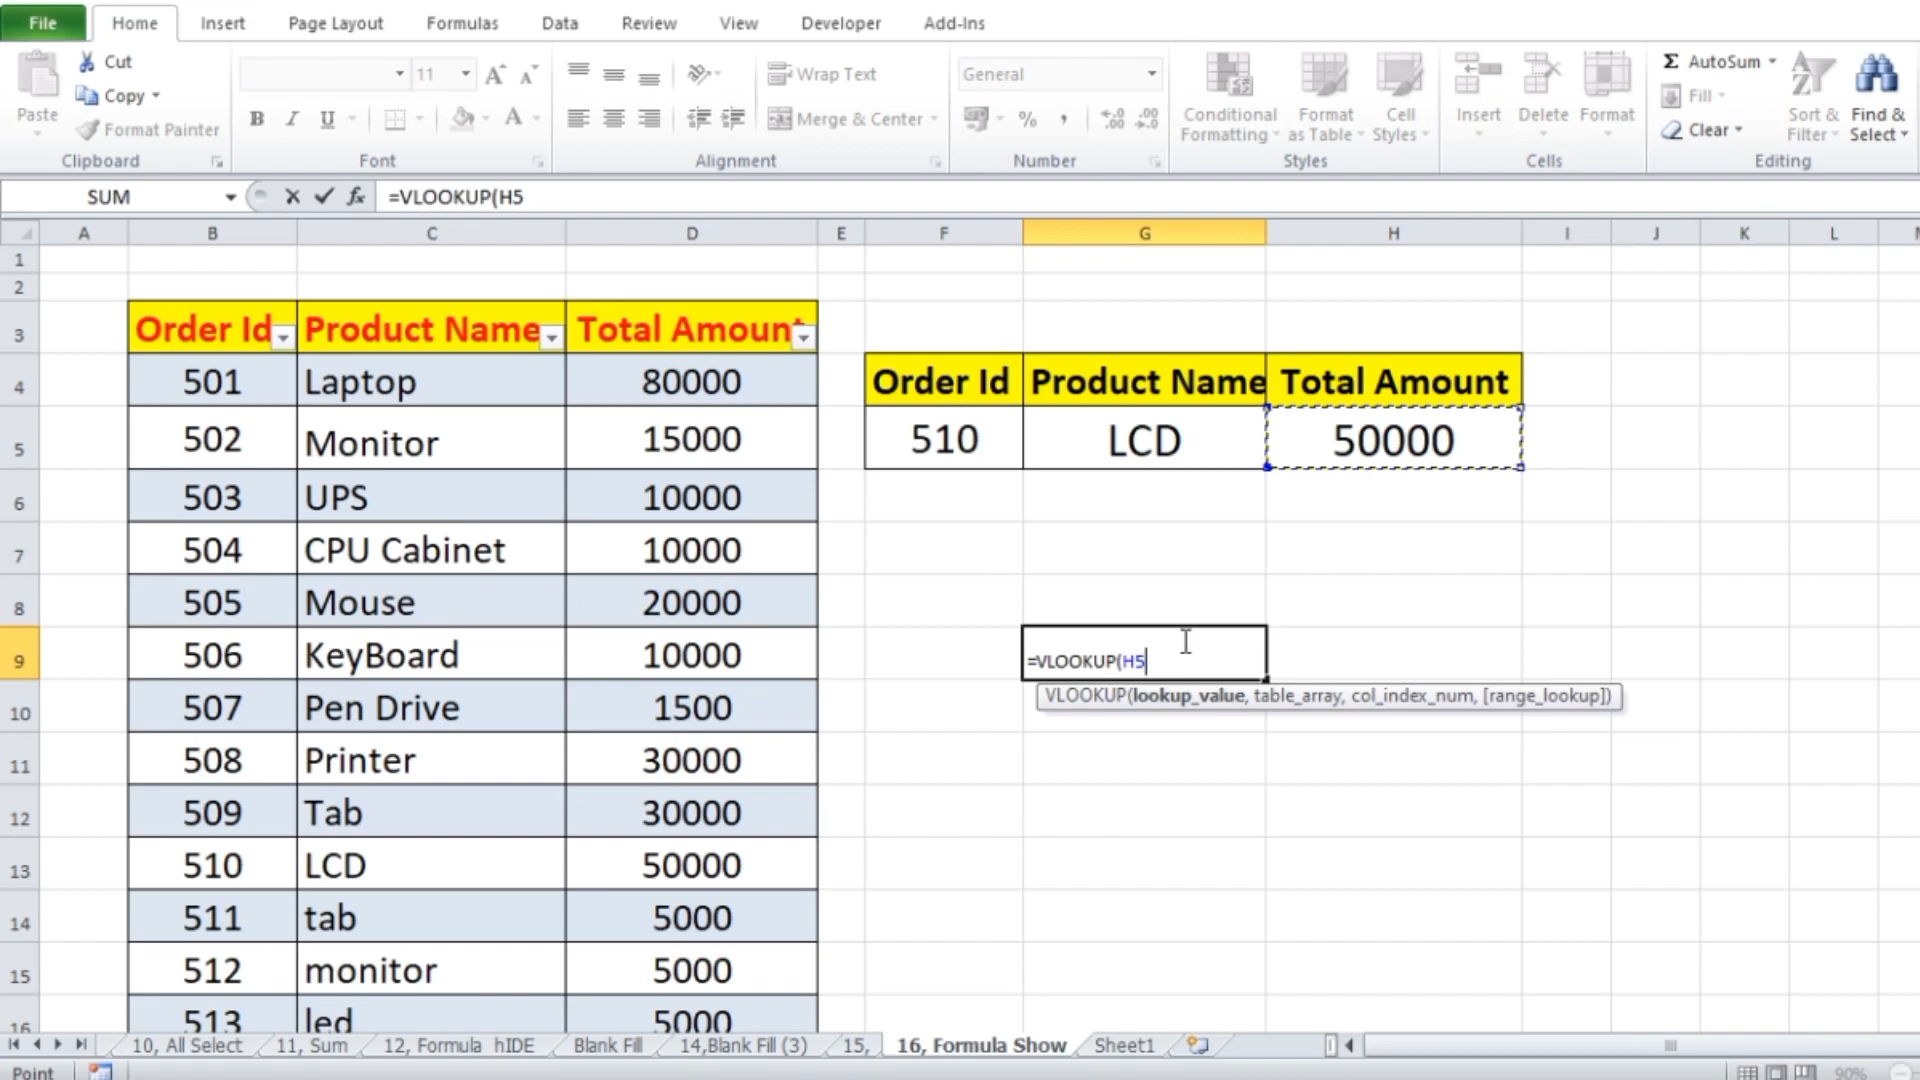 File Home Insert Page Layout Formulas Data Review View Developer Add-Ins
Cut
Copy
Format Painter
Paste
Clipboard
11
B I U
Font
Wrap Text
Merge & Center
Alignment
General
Number
Conditional Formatting
Format as Table
Cell Styles
Styles
Insert Delete Format
Cells
Σ AutoSum
Fill
Clear
Sort & Filter
Find & Select
Editing
SUM fx =VLOOKUP(H5
A B C D E F G H I J K L
1
2
3 Order Id Product Name Total Amount
4 501 Laptop 80000 Order Id Product Name Total Amount
5 502 Monitor 15000 510 LCD 50000
6 503 UPS 10000
7 504 CPU Cabinet 10000
8 505 Mouse 20000
9 506 KeyBoard 10000 =VLOOKUP(H5
VLOOKUP(lookup_value, table_array, col_index_num, [range_lookup])
10 507 Pen Drive 1500
11 508 Printer 30000
12 509 Tab 30000
13 510 LCD 50000
14 511 tab 5000
15 512 monitor 5000
16 513 led 5000
10, All Select 11, Sum 12, Formula hIDE Blank Fill 14,Blank Fill (3) 15, 16, Formula Show Sheet1
Point 90%